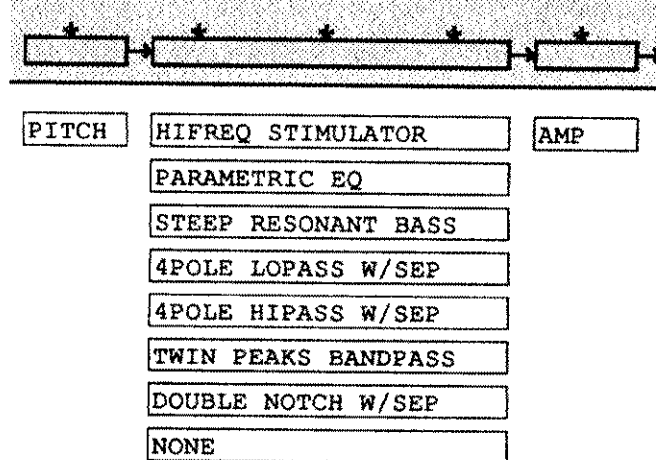 PITCH HIFREQ STIMULATOR AMP
PARAMETRIC EQ
STEEP RESONANT BASS
4POLE LOPASS W/SEP
4POLE HIPASS W/SEP
TWIN PEAKS BANDPASS
DOUBLE NOTCH W/SEP
NONE